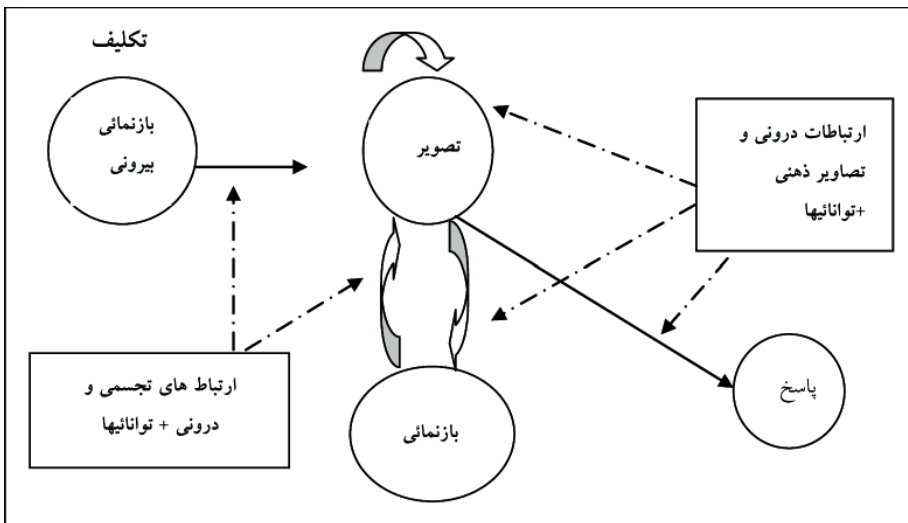 تکلیف
بازنمائی
بیرونی
تصویر
ارتباطات درونی و
تصاویر ذهنی
+توانائیها
ارتباط های تجسمی و
درونی + توانائیها
بازنمائی
پاسخ